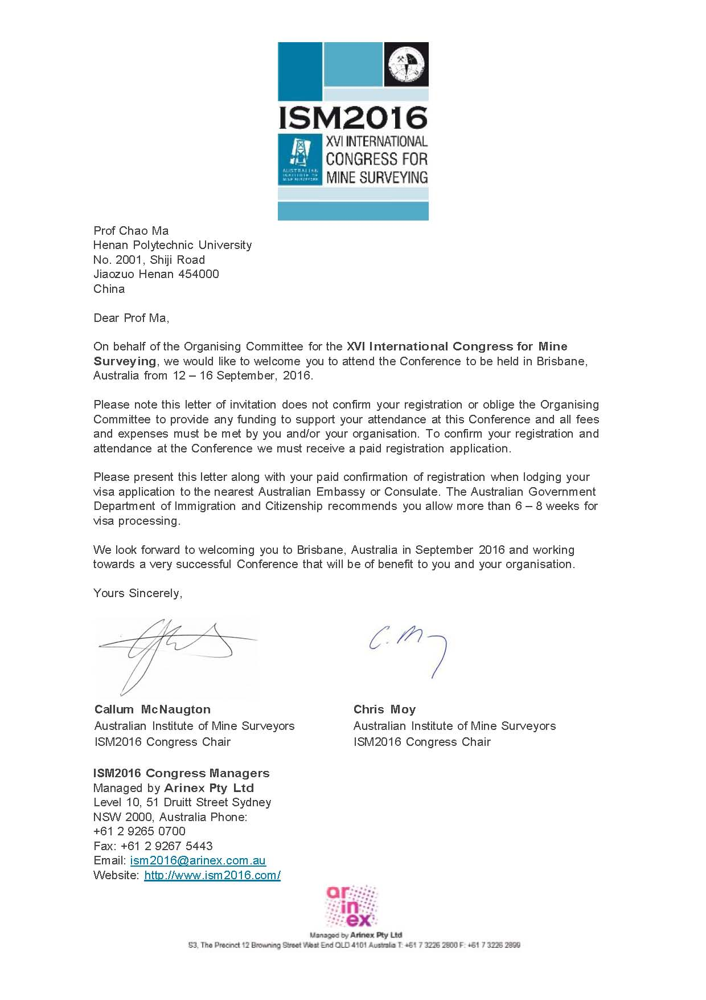 ISM2016
XVI INTERNATIONAL
CONGRESS FOR
MINE SURVEYING
AUSTRALIAN
INSTITUTE OF
MINE SURVEYORS
Prof Chao Ma
Henan Polytechnic University
No. 2001, Shiji Road
Jiaozuo Henan 454000
China
Dear Prof Ma,
On behalf of the Organising Committee for the XVI International Congress for Mine
Surveying, we would like to welcome you to attend the Conference to be held in Brisbane,
Australia from 12 – 16 September, 2016.
Please note this letter of invitation does not confirm your registration or oblige the Organising
Committee to provide any funding to support your attendance at this Conference and all fees
and expenses must be met by you and/or your organisation. To confirm your registration and
attendance at the Conference we must receive a paid registration application.
Please present this letter along with your paid confirmation of registration when lodging your
visa application to the nearest Australian Embassy or Consulate. The Australian Government
Department of Immigration and Citizenship recommends you allow more than 6 – 8 weeks for
visa processing.
We look forward to welcoming you to Brisbane, Australia in September 2016 and working
towards a very successful Conference that will be of benefit to you and your organisation.
Yours Sincerely,
C. Moy
Callum McNaugton
Australian Institute of Mine Surveyors
ISM2016 Congress Chair
Chris Moy
Australian Institute of Mine Surveyors
ISM2016 Congress Chair
ISM2016 Congress Managers
Managed by Arinex Pty Ltd
Level 10, 51 Druitt Street Sydney
NSW 2000, Australia Phone:
+61 2 9265 0700
Fax: +61 2 9267 5443
Email: ism2016@arinex.com.au
Website: http://www.ism2016.com/
ar
in
ex
Managed by Arinex Pty Ltd
S3, The Precinct 12 Browning Street West End QLD 4101 Australia T: +61 7 3226 2800 F: +61 7 3226 2899